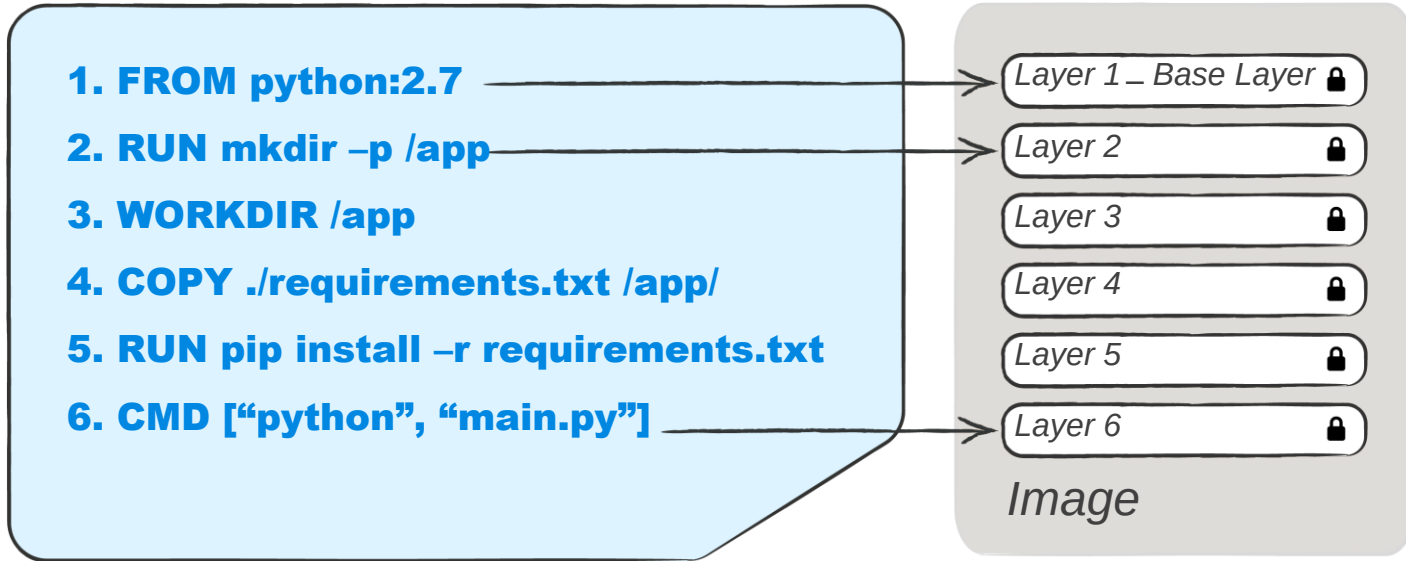 1. FROM python:2.7
2. RUN mkdir –p /app
3. WORKDIR /app
4. COPY ./requirements.txt /app/
5. RUN pip install –r requirements.txt
6. CMD [“python”, “main.py”]
Layer 1 – Base Layer
Layer 2
Layer 3
Layer 4
Layer 5
Layer 6
Image